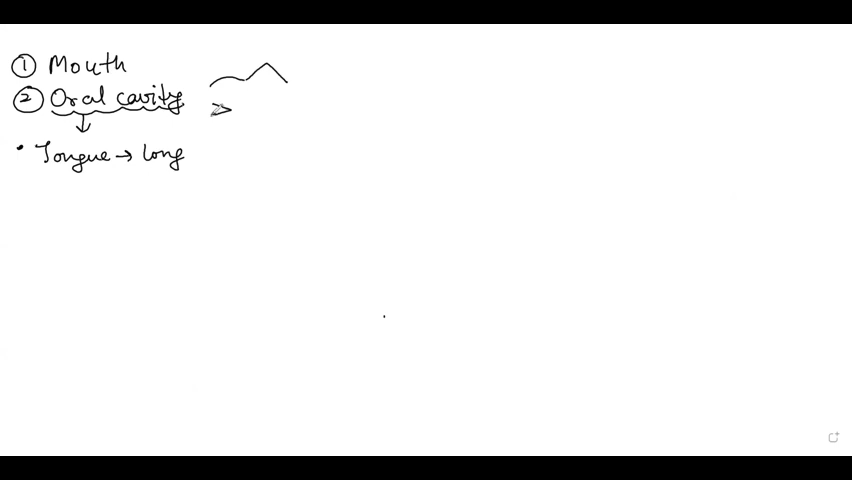 ① Mouth
② Oral cavity
• Tongue → long